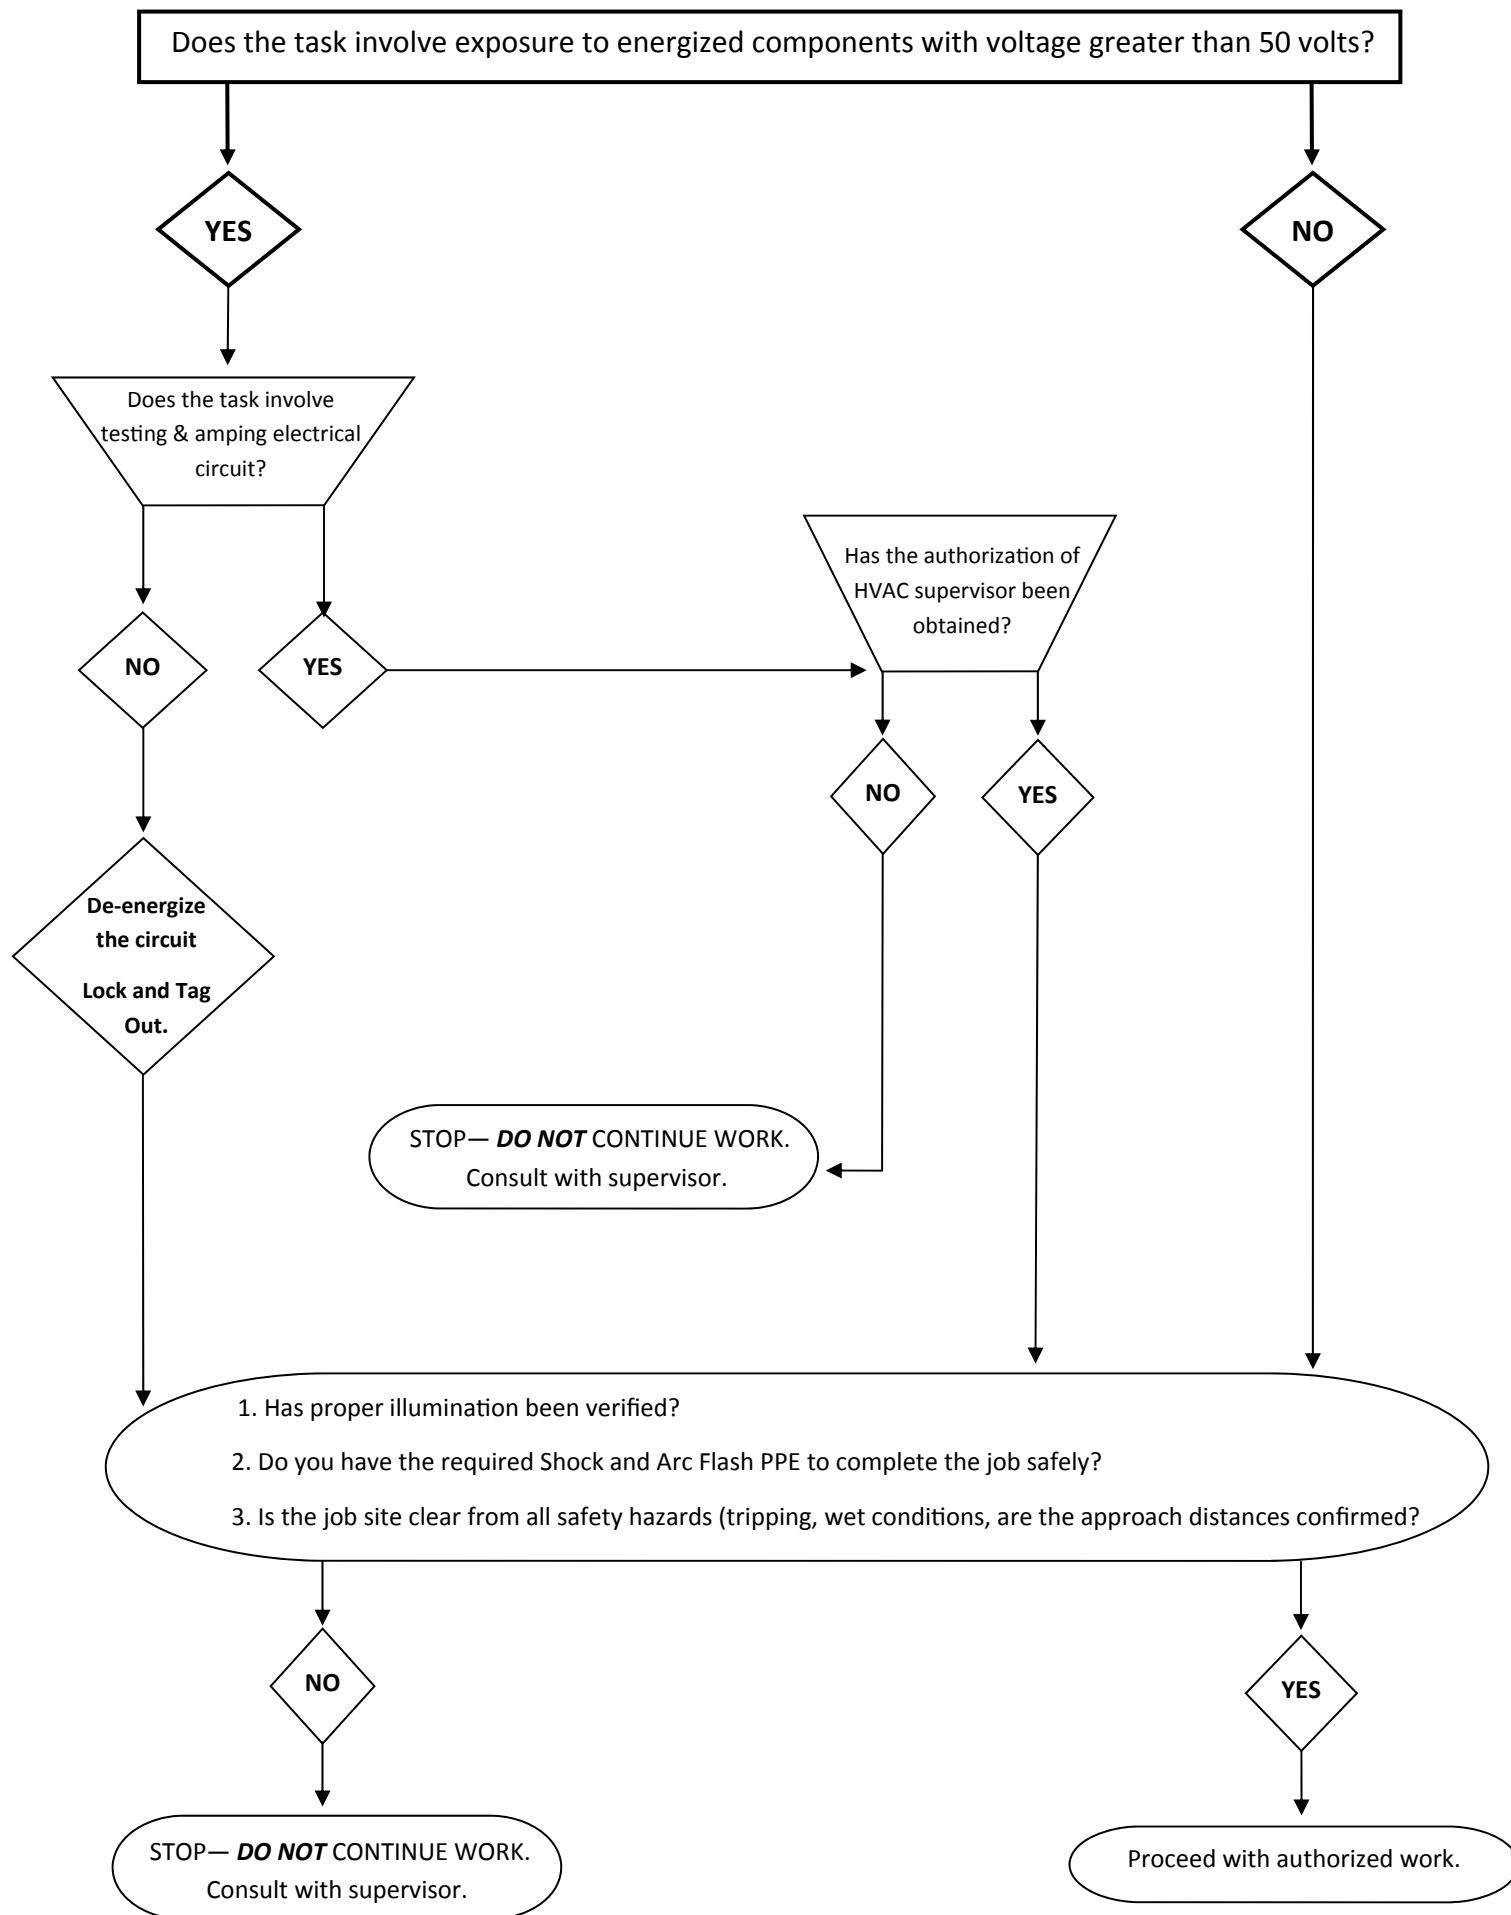 Does the task involve exposure to energized components with voltage greater than 50 volts?
YES
NO
Does the task involve
testing & amping electrical
circuit?
Has the authorization of
HVAC supervisor been
obtained?
NO
YES
NO
YES
De-energize
the circuit
Lock and Tag
Out.
STOP— DO NOT CONTINUE WORK.
Consult with supervisor.
1. Has proper illumination been verified?
2. Do you have the required Shock and Arc Flash PPE to complete the job safely?
3. Is the job site clear from all safety hazards (tripping, wet conditions, are the approach distances confirmed?
NO
YES
STOP— DO NOT CONTINUE WORK.
Consult with supervisor.
Proceed with authorized work.